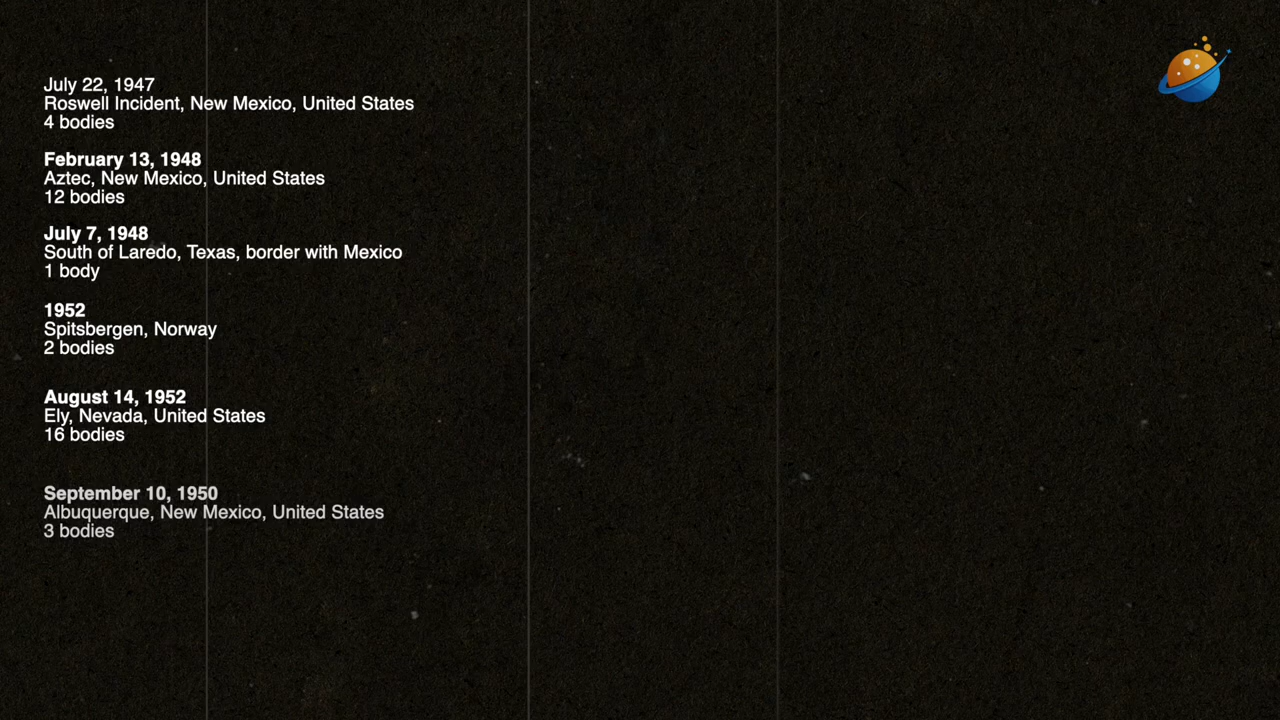 July 22, 1947
Roswell Incident, New Mexico, United States
4 bodies
February 13, 1948
Aztec, New Mexico, United States
12 bodies
July 7, 1948
South of Laredo, Texas, border with Mexico
1 body
1952
Spitsbergen, Norway
2 bodies
August 14, 1952
Ely, Nevada, United States
16 bodies
September 10, 1950
Albuquerque, New Mexico, United States
3 bodies